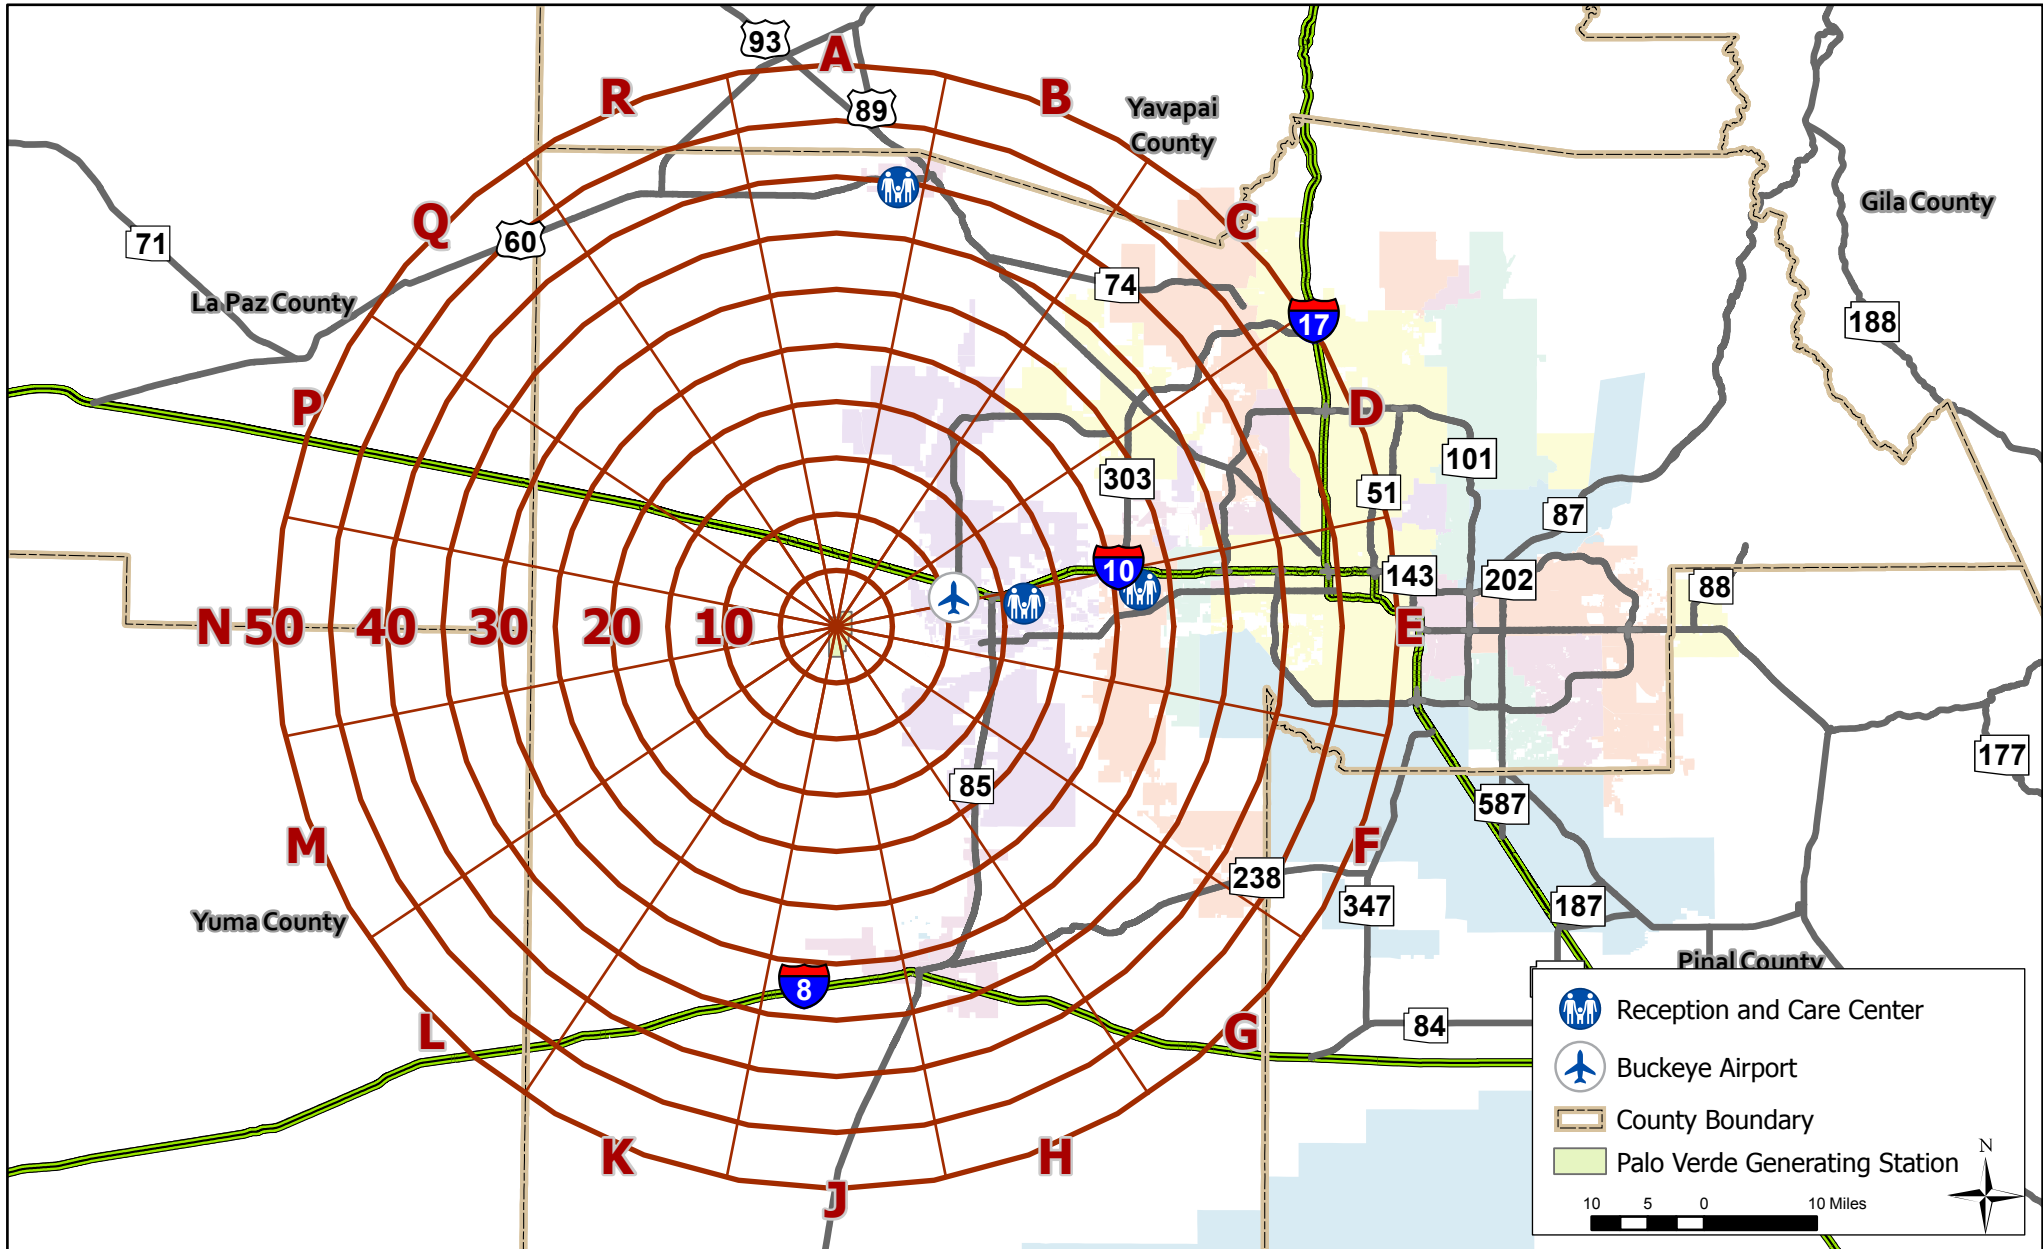 93
A
R
B
89
Yavapai
County
Gila County
Q
C
60
71
74
La Paz County
17
188
P
D
303
101
51
87
10
143
202
88
N 50 40 30 20 10
E
177
85
587
M
F
238
347
187
Yuma County
Pinal County
8
L
G
84
K
H
J
Reception and Care Center
Buckeye Airport
County Boundary
Palo Verde Generating Station
N
10 5 0 10 Miles